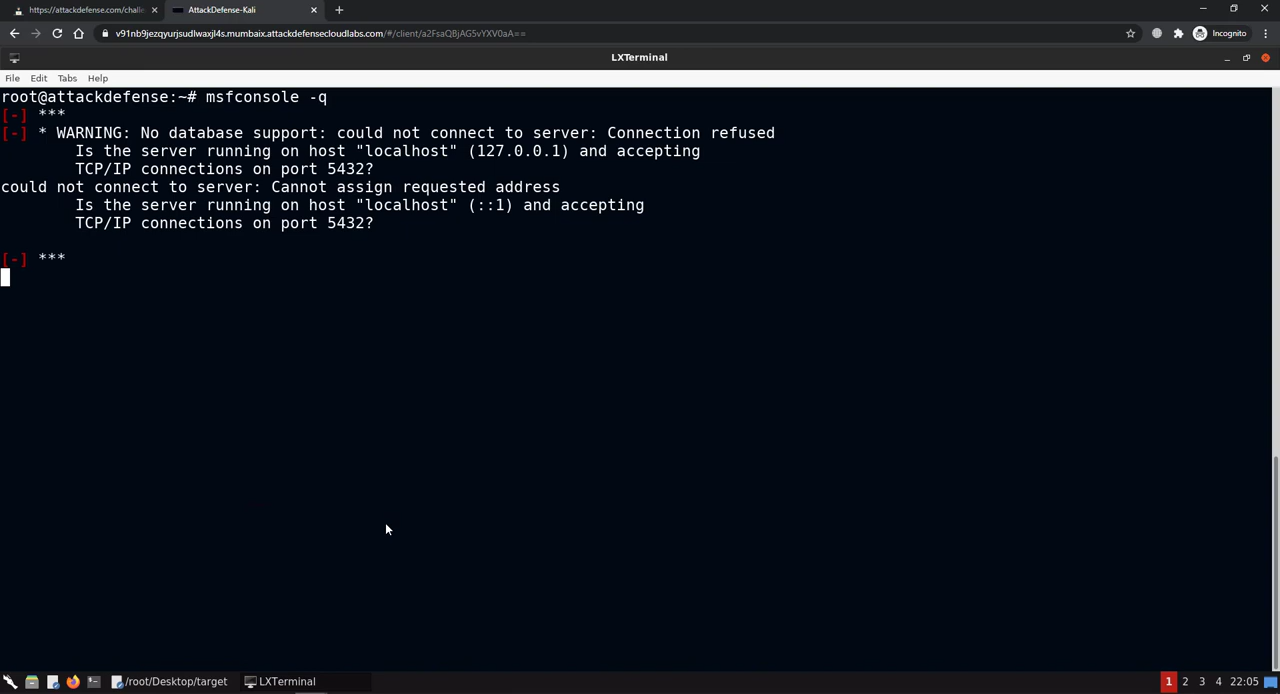 https://attackdefense.com/challe
AttackDefense-Kali
v91nb9jezqyurjsudlwaxjl4s.mumbaix.attackdefensecloudlabs.com/#/client/a2FsaQBjAG5vYXV0aA==
Incognito
LXTerminal
File Edit Tabs Help
root@attackdefense:~# msfconsole -q
[-] ***
[-] * WARNING: No database support: could not connect to server: Connection refused
Is the server running on host "localhost" (127.0.0.1) and accepting
TCP/IP connections on port 5432?
could not connect to server: Cannot assign requested address
Is the server running on host "localhost" (::1) and accepting
TCP/IP connections on port 5432?
[-] ***
/root/Desktop/target LXTerminal 1 2 3 4 22:05